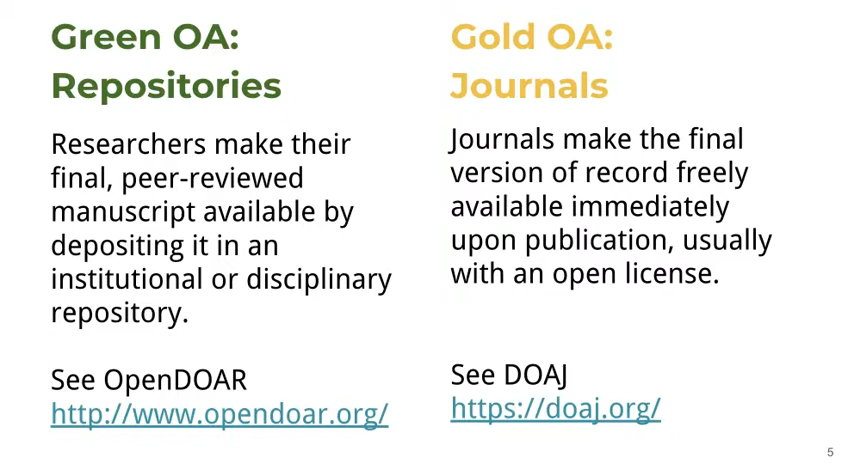 Green OA:
Repositories
Researchers make their
final, peer-reviewed
manuscript available by
depositing it in an
institutional or disciplinary
repository.
See OpenDOAR
http://www.opendoar.org/
Gold OA:
Journals
Journals make the final
version of record freely
available immediately
upon publication, usually
with an open license.
See DOAJ
https://doaj.org/
5